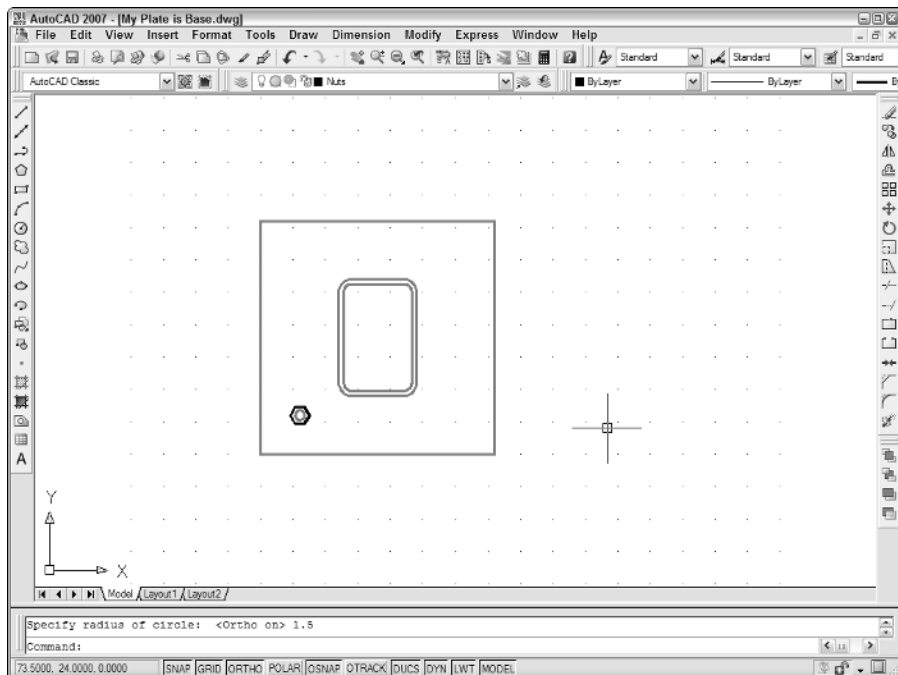 AutoCAD 2007 - [My Plate is Base.dwg]
File Edit View Insert Format Tools Draw Dimension Modify Express Window Help
Standard Standard Standard
AutoCAD Classic Nuts ByLayer ByLayer
A
Y
X
Model Layout1 Layout2
Specify radius of circle: <Ortho on> 1.5
Command:
73.5000, 24.0000, 0.0000 SNAP GRID ORTHO POLAR OSNAP OTRACK DUCS DYN LWT MODEL